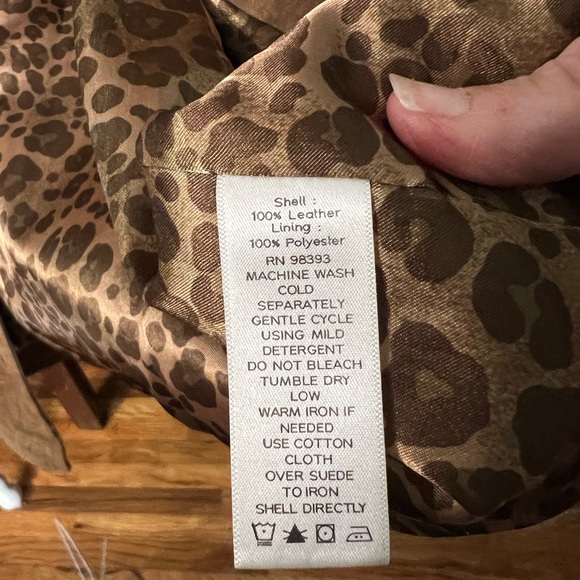 Shell :
100% Leather
Lining :
100% Polyester
RN 98393
MACHINE WASH
COLD
SEPARATELY
GENTLE CYCLE
USING MILD
DETERGENT
DO NOT BLEACH
TUMBLE DRY
LOW
WARM IRON IF
NEEDED
USE COTTON
CLOTH
OVER SUEDE
TO IRON
SHELL DIRECTLY